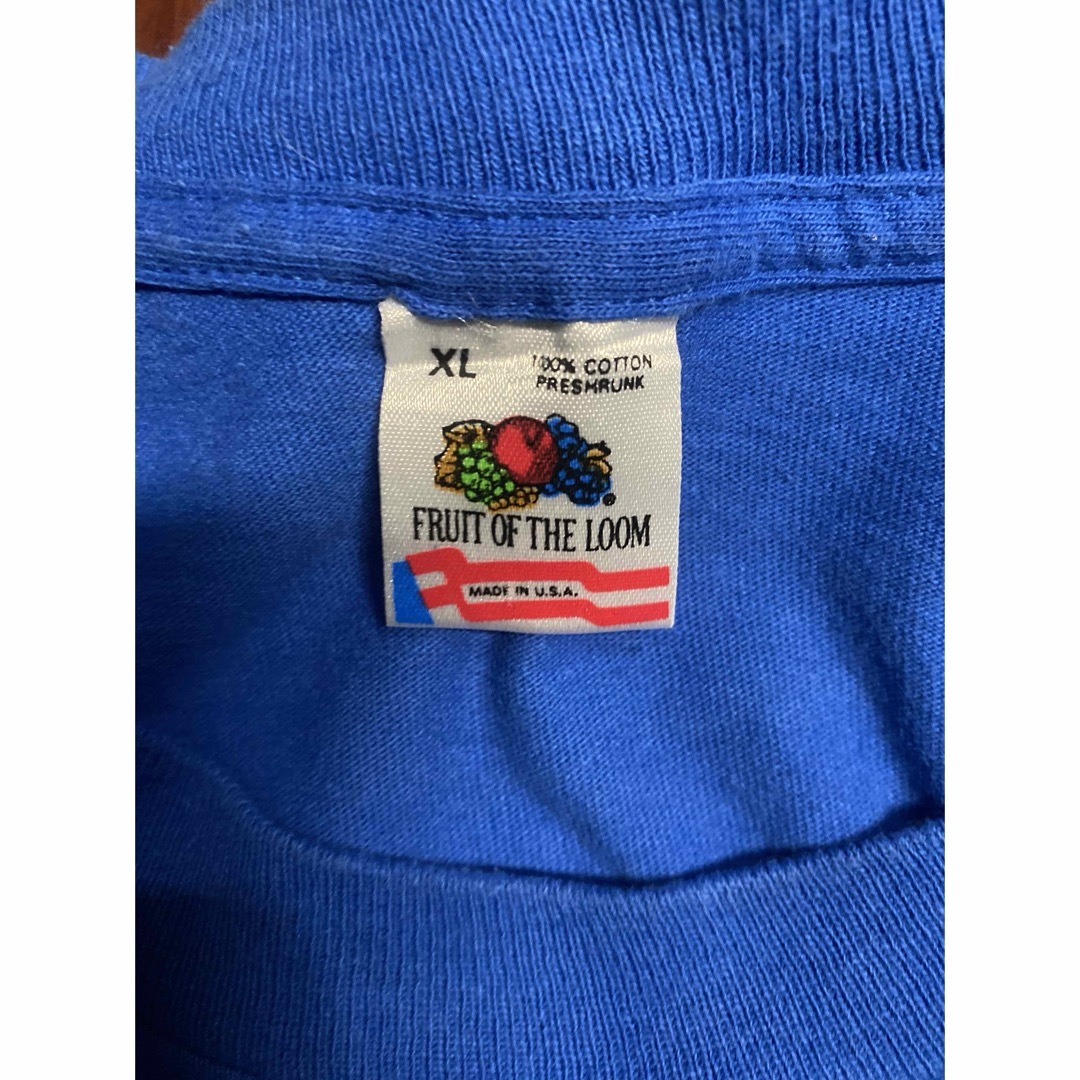 XL
100% COTTON
PRESHRUNK
FRUIT OF THE LOOM
MADE IN U.S.A.